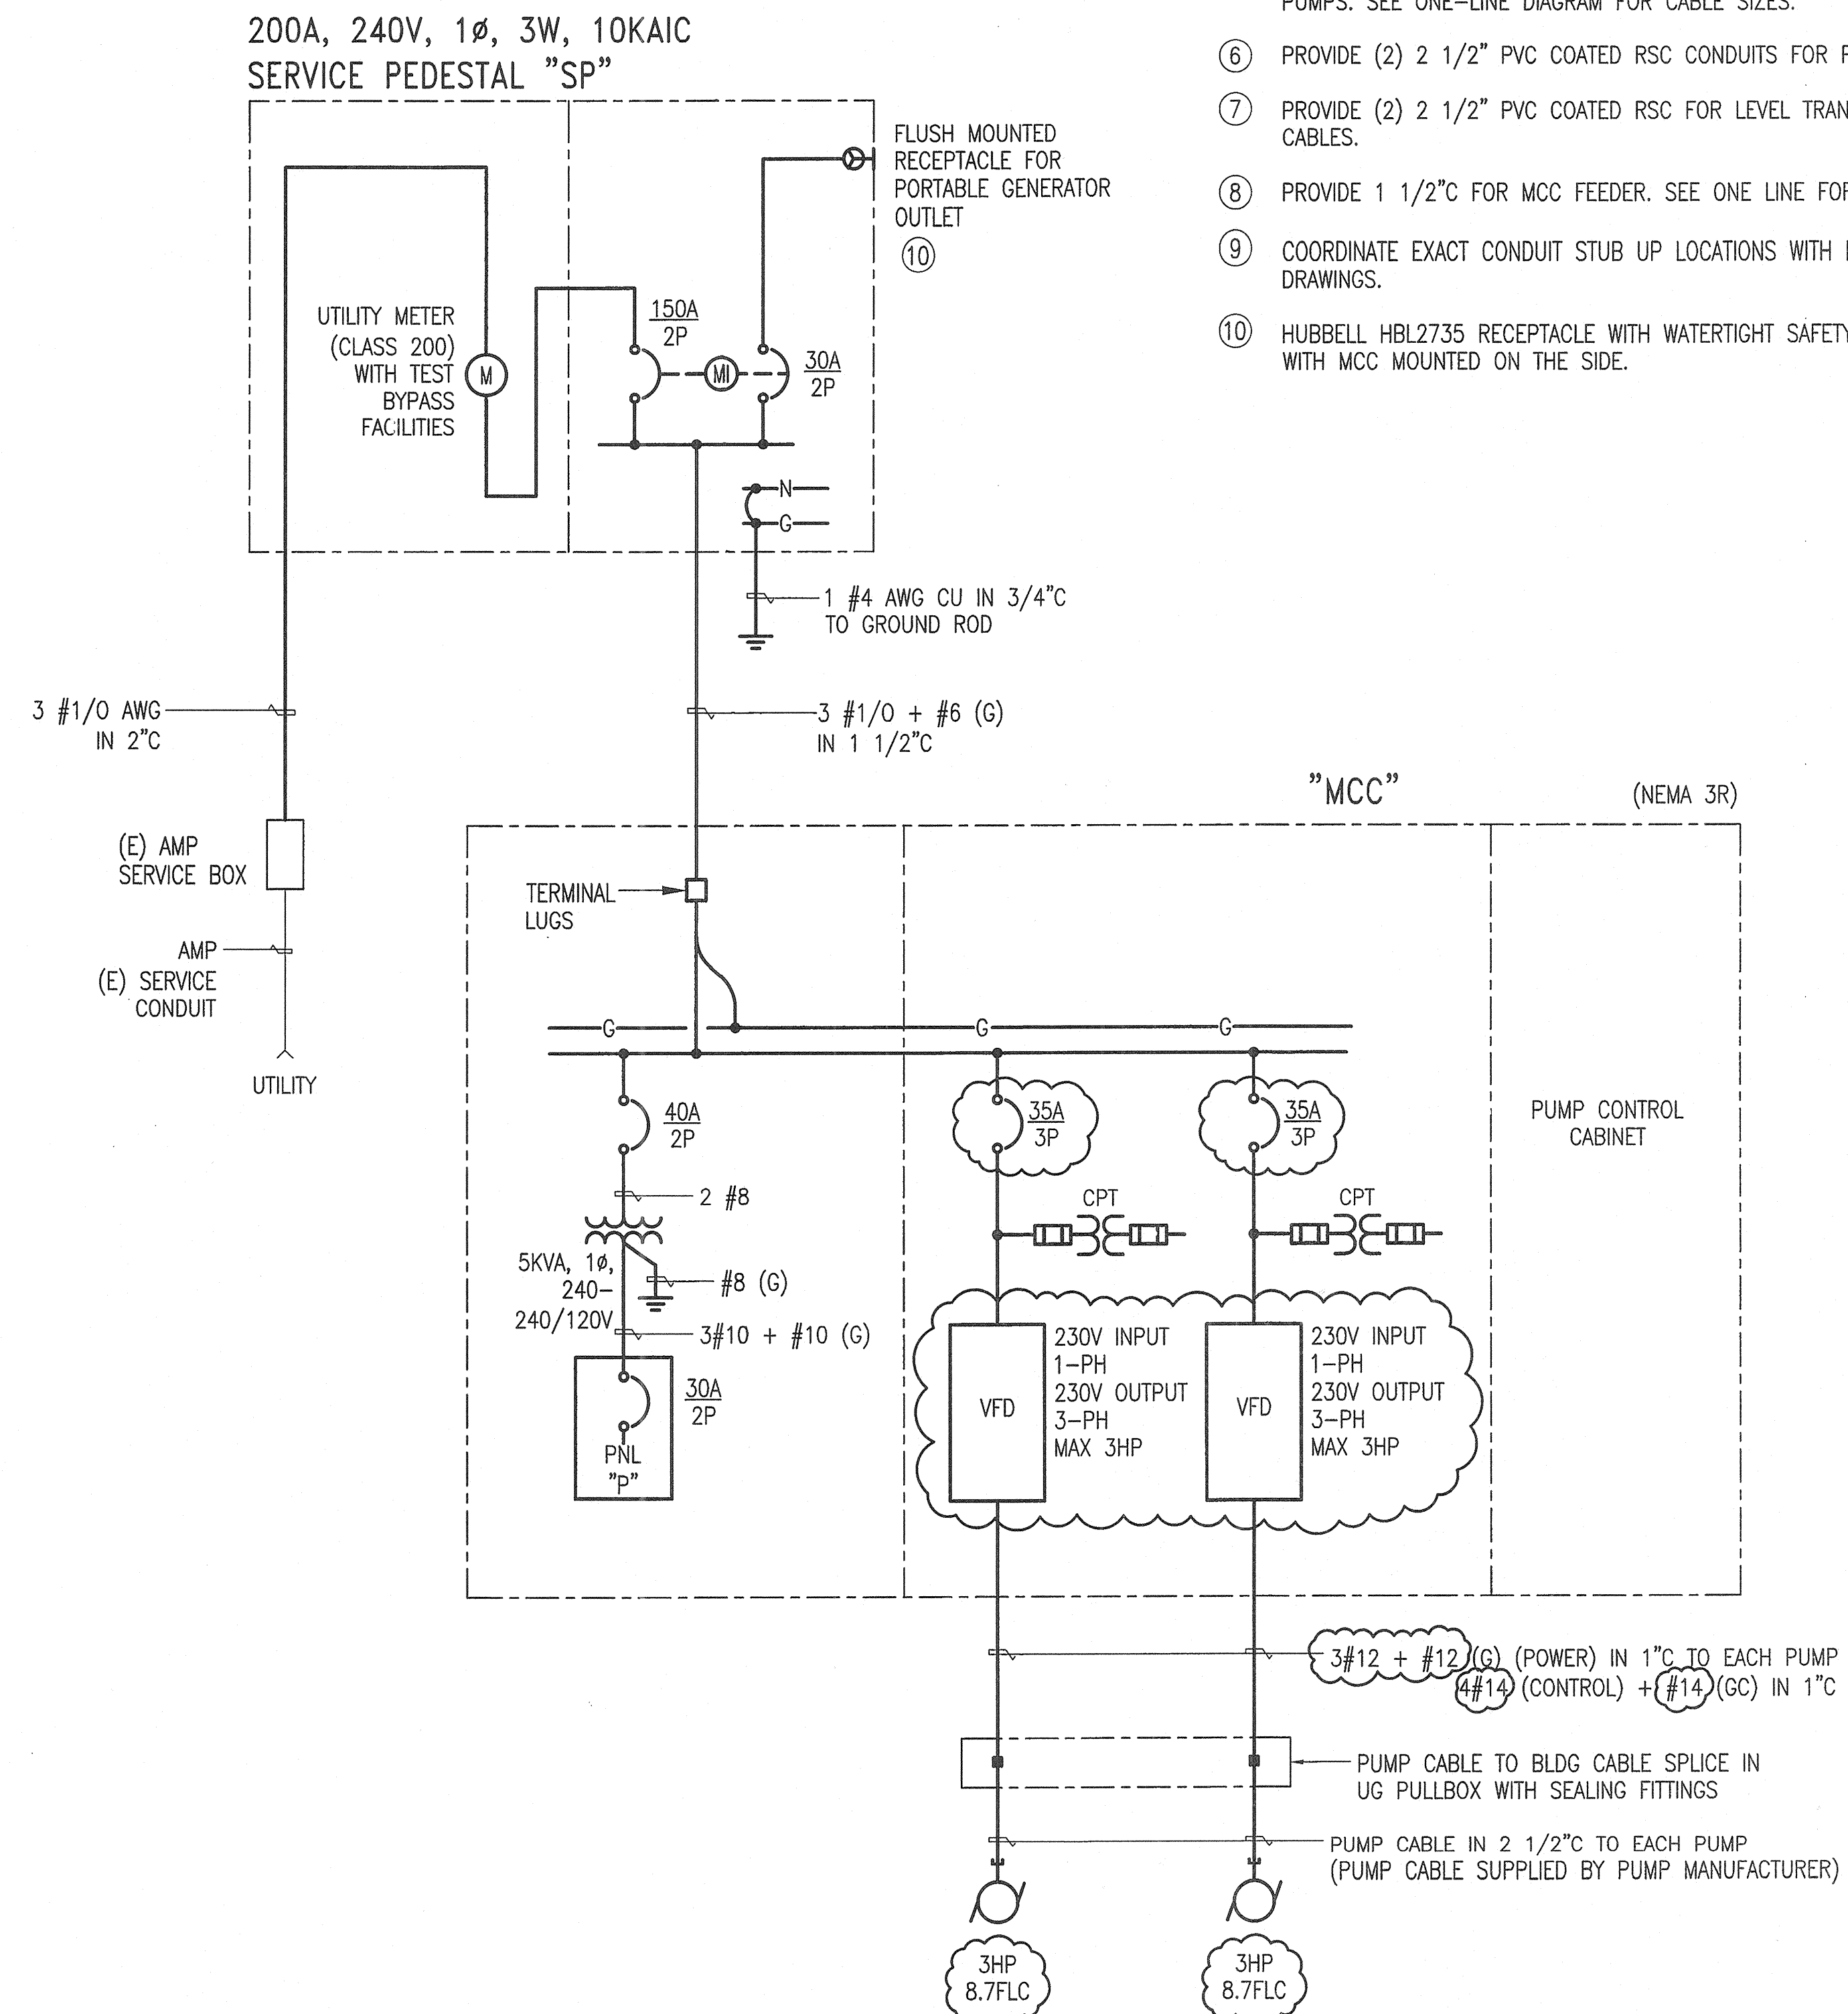 200A, 240V, 1ø, 3W, 10KAIC
SERVICE PEDESTAL "SP"
FLUSH MOUNTED
RECEPTACLE FOR
PORTABLE GENERATOR
OUTLET
10
UTILITY METER
(CLASS 200)
WITH TEST
BYPASS
FACILITIES
M
150A
2P
MI
30A
2P
N
G
1 #4 AWG CU IN 3/4"C
TO GROUND ROD
3 #1/0 AWG
IN 2"C
3 #1/0 + #6 (G)
IN 1 1/2"C
(E) AMP
SERVICE BOX
AMP
(E) SERVICE
CONDUIT
UTILITY
PUMPS. SEE ONE-LINE DIAGRAM FOR CABLE SIZES.
6 PROVIDE (2) 2 1/2" PVC COATED RSC CONDUITS FOR
7 PROVIDE (2) 2 1/2" PVC COATED RSC FOR LEVEL TRAN
CABLES.
8 PROVIDE 1 1/2"C FOR MCC FEEDER. SEE ONE LINE FOR
9 COORDINATE EXACT CONDUIT STUB UP LOCATIONS WITH
DRAWINGS.
10 HUBBELL HBL2735 RECEPTACLE WITH WATERTIGHT SAFETY
WITH MCC MOUNTED ON THE SIDE.
"MCC"
(NEMA 3R)
TERMINAL
LUGS
G
G
G
40A
2P
35A
3P
35A
3P
PUMP CONTROL
CABINET
2 #8
CPT
CPT
5KVA, 1ø,
240-
240/120V
#8 (G)
3#10 + #10 (G)
30A
2P
PNL
"P"
VFD
230V INPUT
1-PH
230V OUTPUT
3-PH
MAX 3HP
VFD
230V INPUT
1-PH
230V OUTPUT
3-PH
MAX 3HP
3#12 + #12 (G) (POWER) IN 1"C TO EACH PUMP
4#14 (CONTROL) + #14 (GC) IN 1"C
PUMP CABLE TO BLDG CABLE SPLICE IN
UG PULLBOX WITH SEALING FITTINGS
PUMP CABLE IN 2 1/2"C TO EACH PUMP
(PUMP CABLE SUPPLIED BY PUMP MANUFACTURER)
3HP
8.7FLC
3HP
8.7FLC